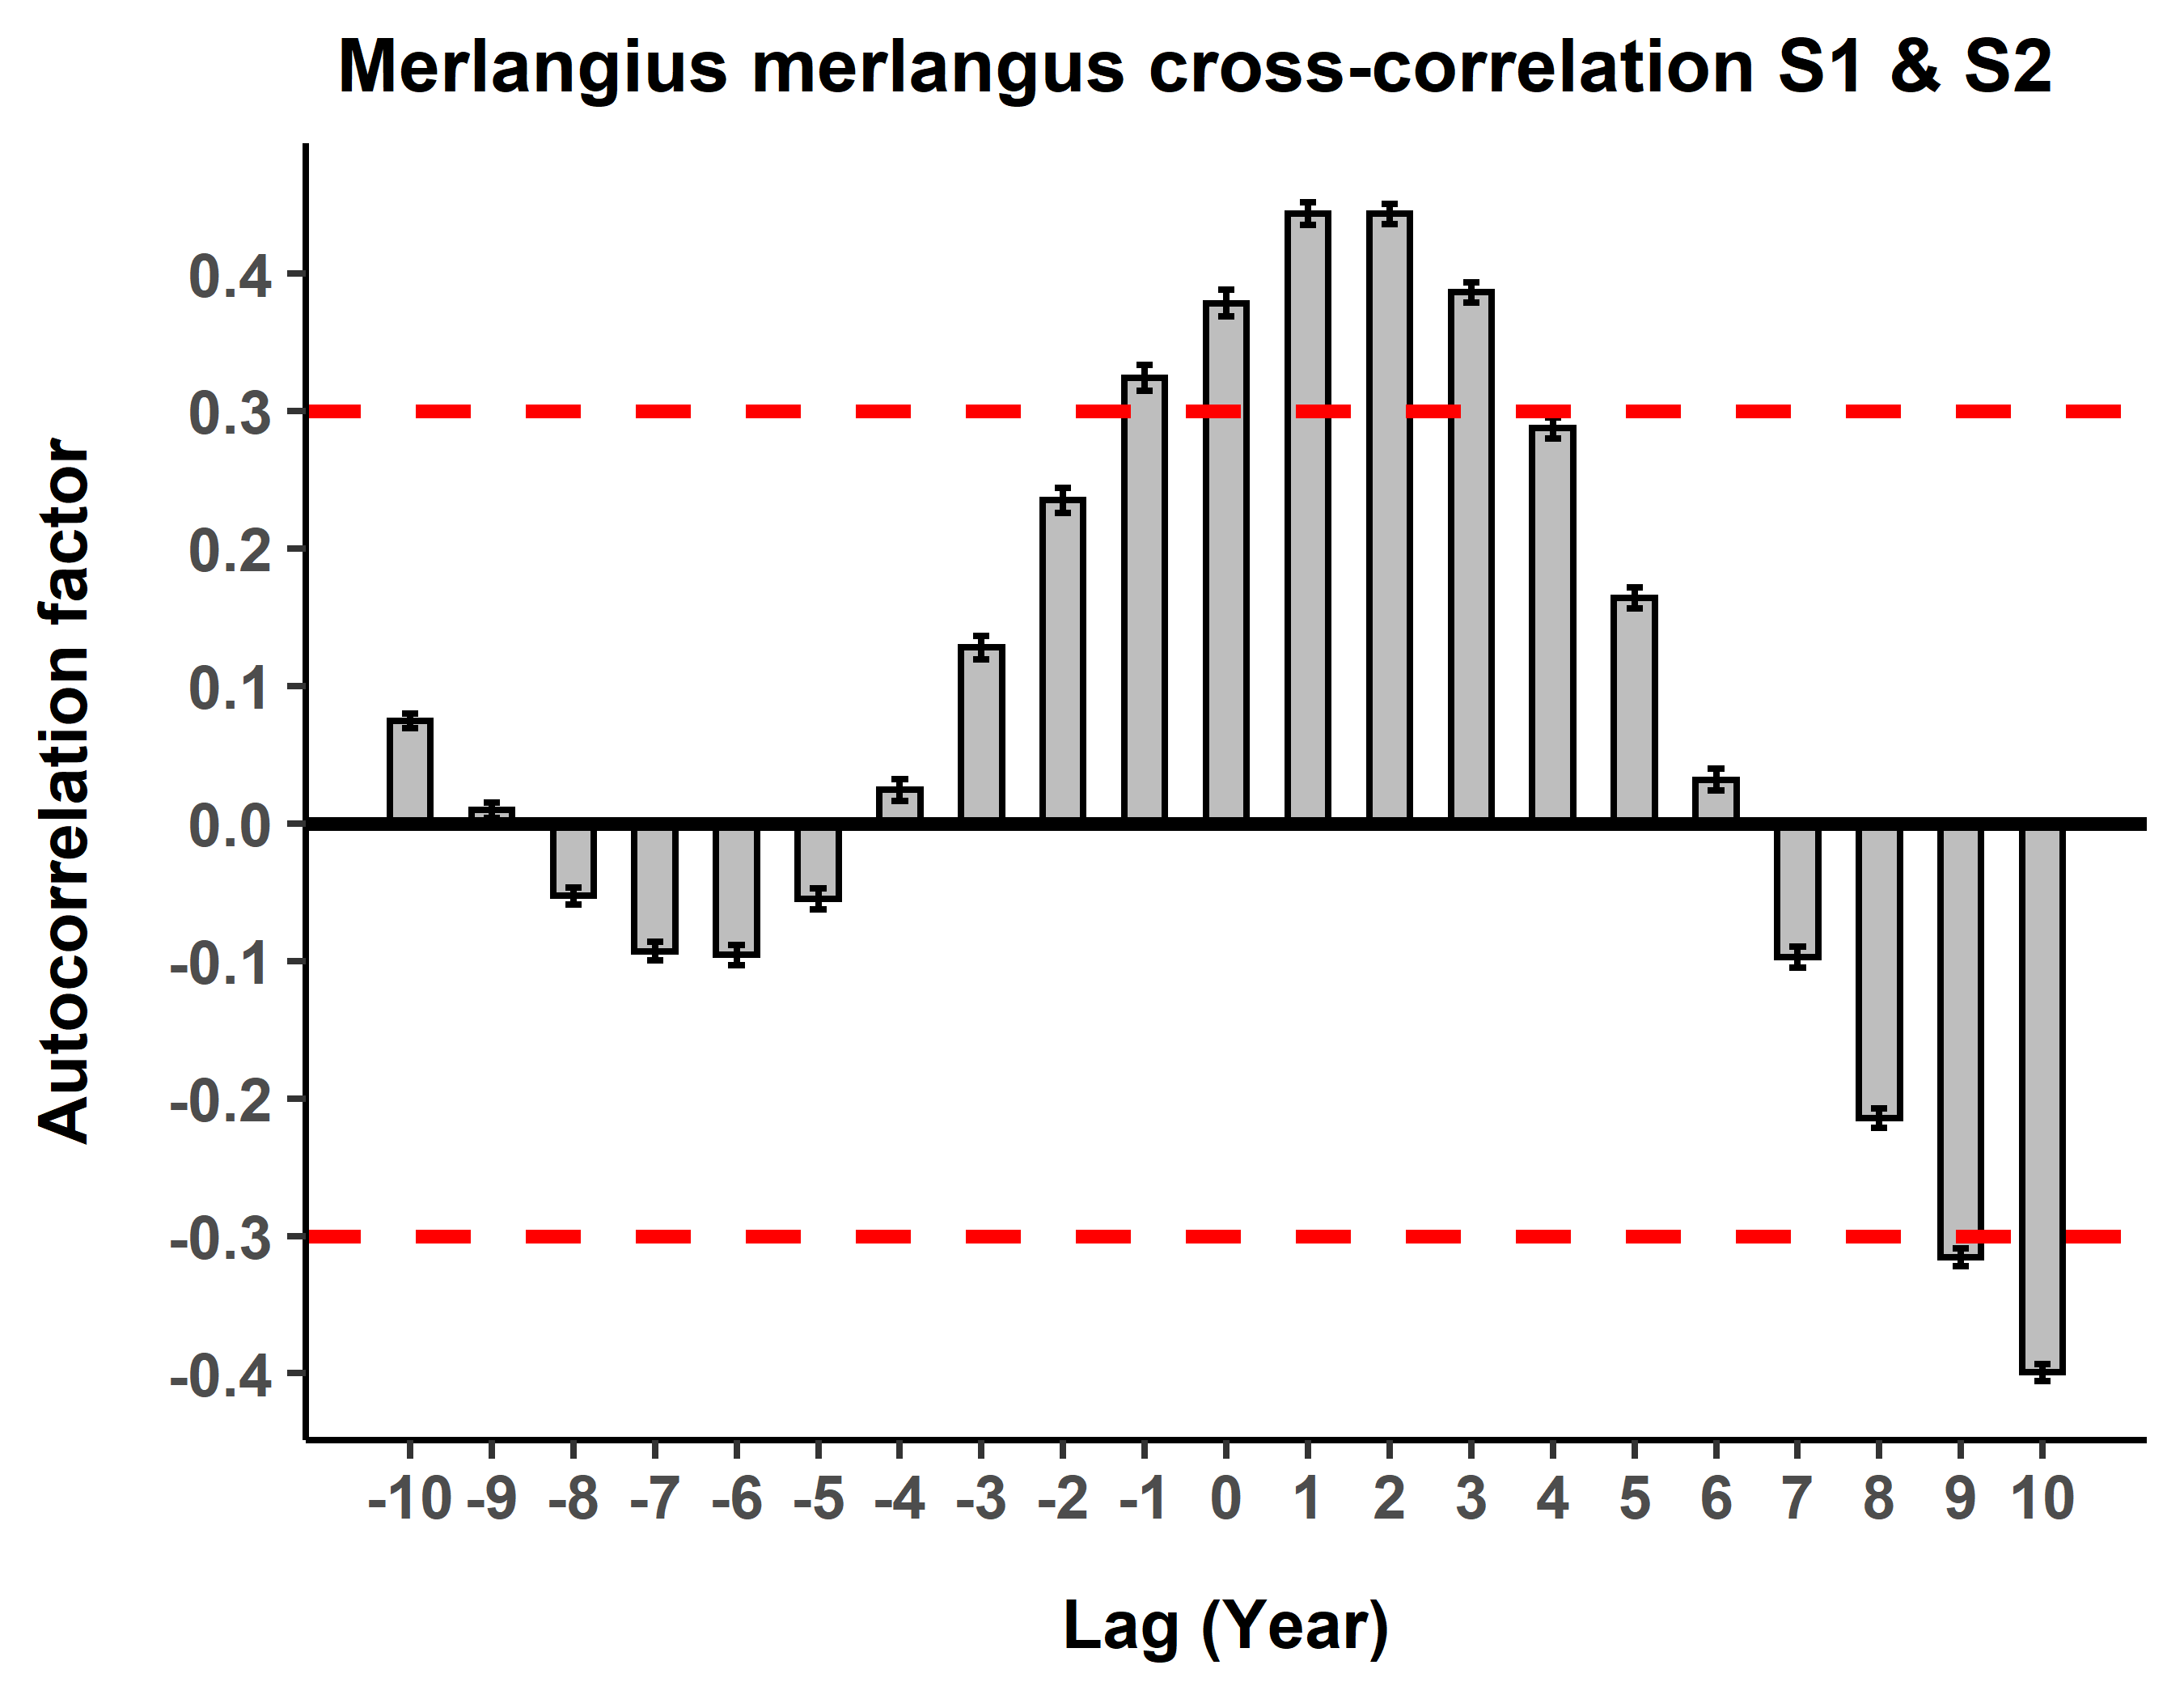 Merlangius merlangus cross-correlation S1 & S2
Autocorrelation factor
0.4
0.3
0.2
0.1
0.0
-0.1
-0.2
-0.3
-0.4
-10 -9 -8 -7 -6 -5 -4 -3 -2 -1 0 1 2 3 4 5 6 7 8 9 10
Lag (Year)